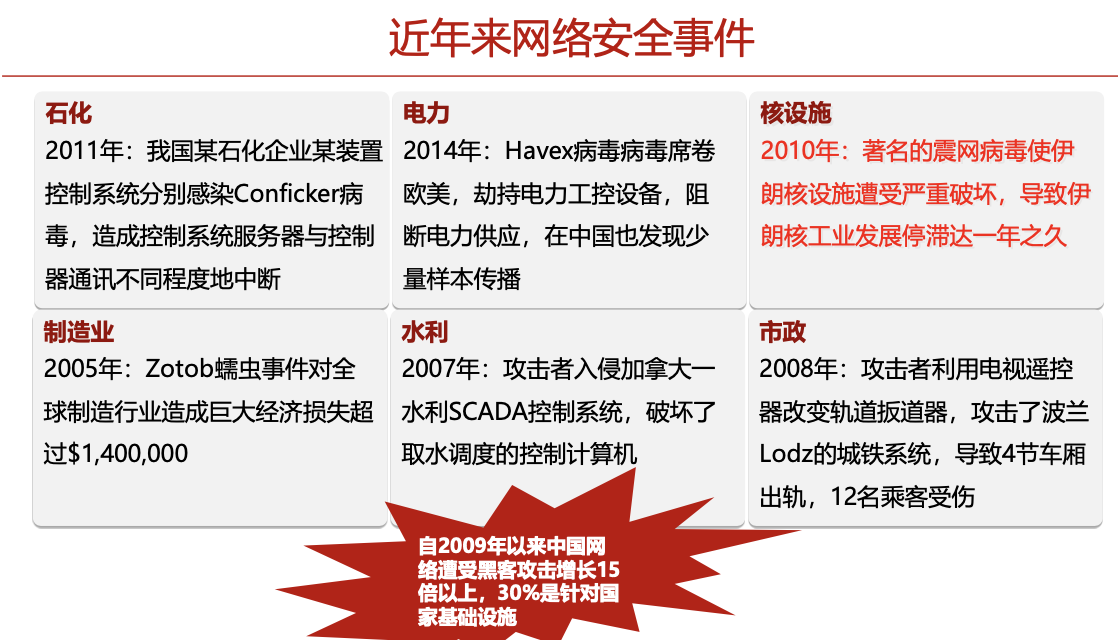 近年来网络安全事件
石化
2011年：我国某石化企业某装置
控制系统分别感染Conficker病
毒，造成控制系统服务器与控制
器通讯不同程度地中断
电力
2014年：Havex病毒病毒席卷
欧美，劫持电力工控设备，阻
断电力供应，在中国也发现少
量样本传播
核设施
2010年：著名的震网病毒使伊
朗核设施遭受严重破坏，导致伊
朗核工业发展停滞达一年之久
制造业
2005年：Zotob蠕虫事件对全
球制造行业造成巨大经济损失超
过$1,400,000
水利
2007年：攻击者入侵加拿大一
水利SCADA控制系统，破坏了
取水调度的控制计算机
市政
2008年：攻击者利用电视遥控
器改变轨道扳道器，攻击了波兰
Lodz的城铁系统，导致4节车厢
出轨，12名乘客受伤
自2009年以来中国网
络遭受黑客攻击增长15
倍以上，30%是针对国
家基础设施